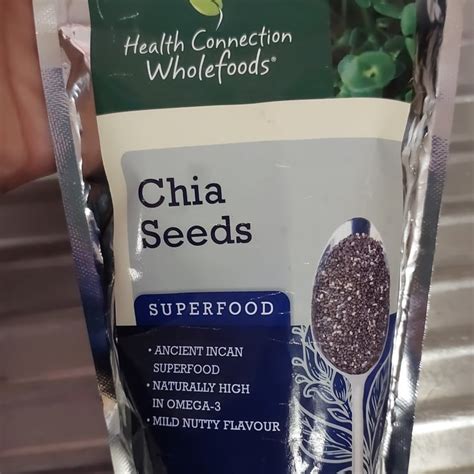 Health Connection
Wholefoods®
Chia
Seeds
SUPERFOOD
• ANCIENT INCAN
SUPERFOOD
• NATURALLY HIGH
IN OMEGA-3
• MILD NUTTY FLAVOUR